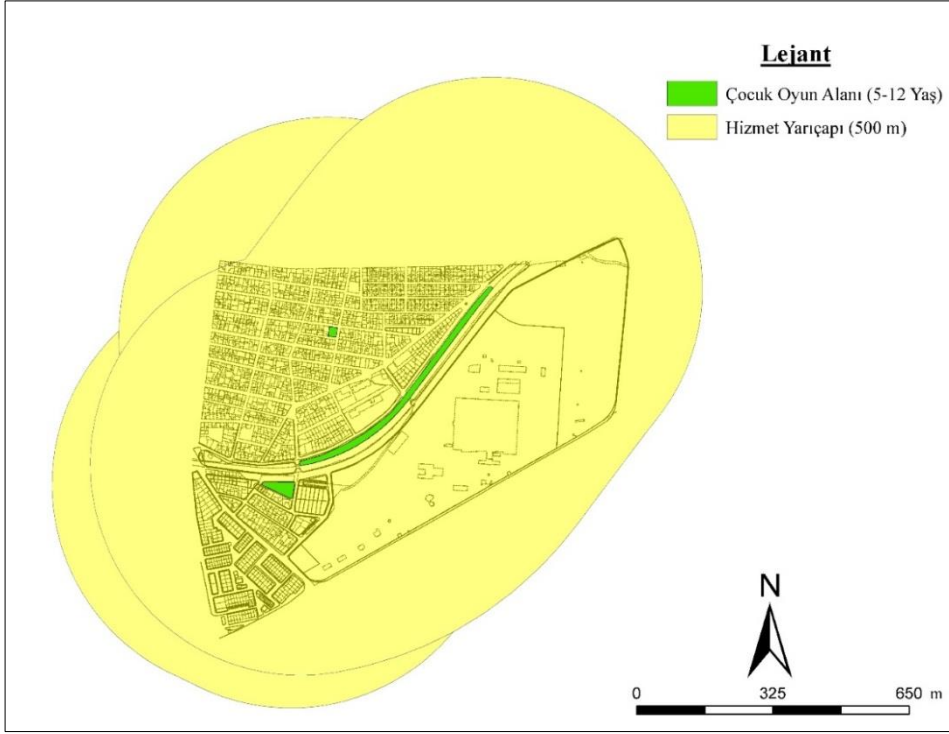 Lejant
Çocuk Oyun Alanı (5-12 Yaş)
Hizmet Yarıçapı (500 m)
N
0 325 650 m